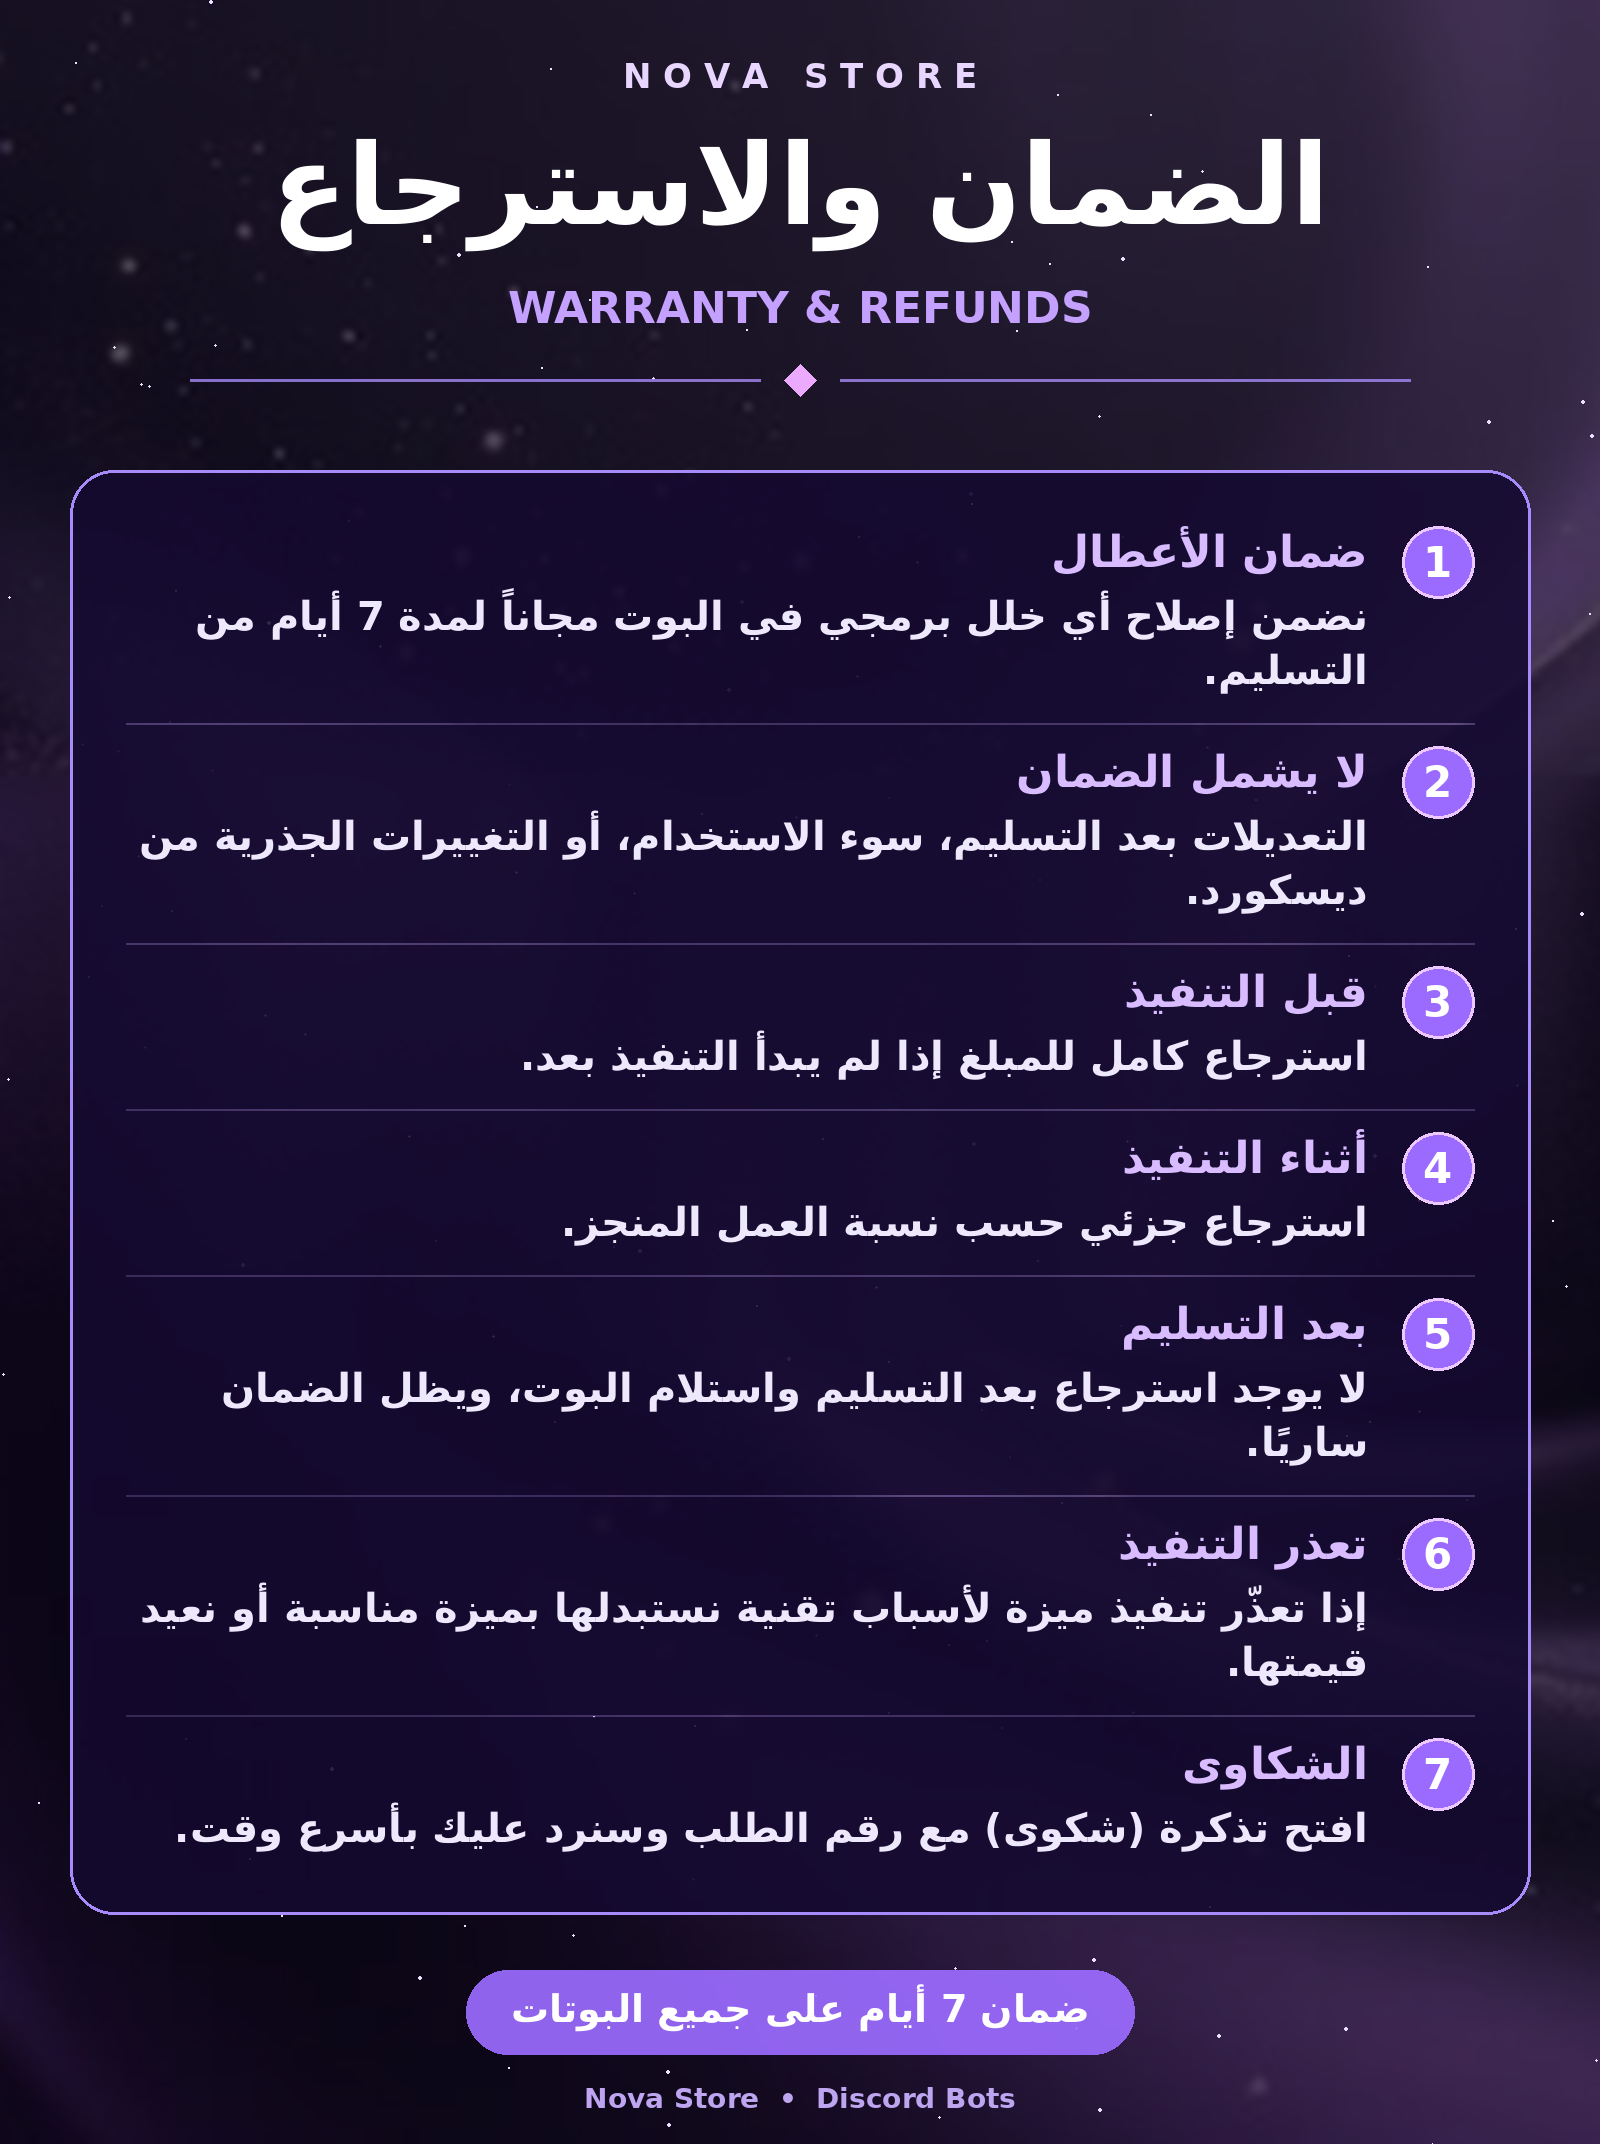 NOVA STORE
الضمان والاسترجاع
WARRANTY & REFUNDS
1
ضمان الأعطال
نضمن إصلاح أي خلل برمجي في البوت مجاناً لمدة 7 أيام من
التسليم.
2
لا يشمل الضمان
التعديلات بعد التسليم، سوء الاستخدام، أو التغييرات الجذرية من
ديسكورد.
3
قبل التنفيذ
استرجاع كامل للمبلغ إذا لم يبدأ التنفيذ بعد.
4
أثناء التنفيذ
استرجاع جزئي حسب نسبة العمل المنجز.
5
بعد التسليم
لا يوجد استرجاع بعد التسليم واستلام البوت، ويظل الضمان
ساريًا.
6
تعذر التنفيذ
إذا تعذّر تنفيذ ميزة لأسباب تقنية نستبدلها بميزة مناسبة أو نعيد
قيمتها.
7
الشكاوى
افتح تذكرة (شكوى) مع رقم الطلب وسنرد عليك بأسرع وقت.
ضمان 7 أيام على جميع البوتات
Nova Store • Discord Bots